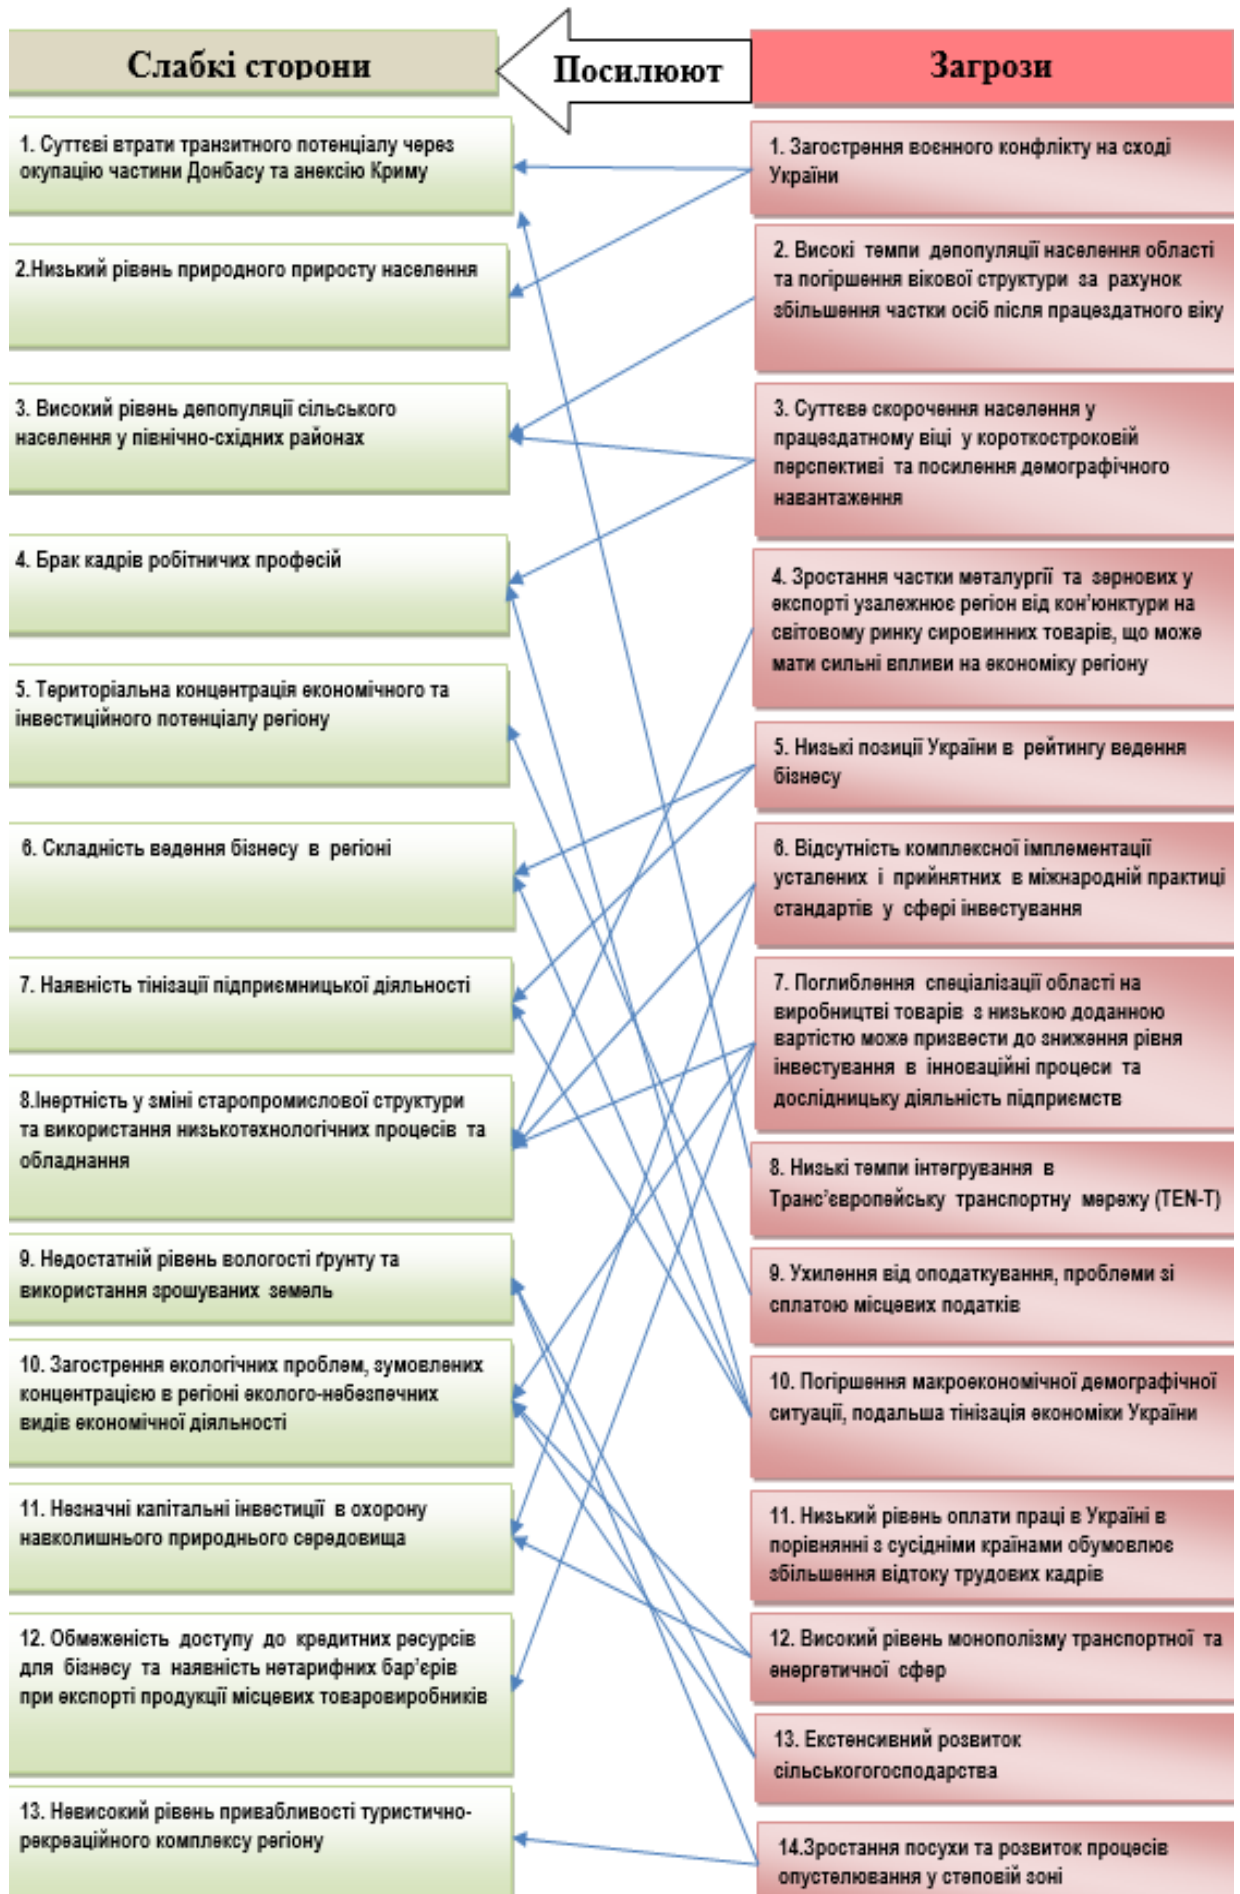 Слабкі сторони
Посилюют
Загрози
1. Суттєві втрати транзитного потенціалу через
окупацію частини Донбасу та анексію Криму
2.Низький рівень природного приросту населення
3. Високий рівень депопуляції сільського
населення у північно-східних районах
4. Брак кадрів робітничих професій
5. Територіальна концентрація економічного та
інвестиційного потенціалу регіону
6. Складність ведення бізнесу в регіоні
7. Наявність тінізації підприємницької діяльності
8.Інертність у зміні старопромислової структури
та використання низькотехнологічних процесів та
обладнання
9. Недостатній рівень вологості ґрунту та
використання зрошуваних земель
10. Загострення екологічних проблем, зумовлених
концентрацією в регіоні еколого-небезпечних
видів економічної діяльності
11. Незначні капітальні інвестиції в охорону
навколишнього природнього середовища
12. Обмеженість доступу до кредитних ресурсів
для бізнесу та наявність нетарифних бар’єрів
при експорті продукції місцевих товаровиробників
13. Невисокий рівень привабливості туристично-
рекреаційного комплексу регіону
1. Загострення воєнного конфлікту на сході
України
2. Високі темпи депопуляції населення області
та погіршення вікової структури за рахунок
збільшення частки осіб після працездатного віку
3. Суттєве скорочення населення у
працездатному віці у короткостроковій
перспективі та посилення демографічного
навантаження
4. Зростання частки металургії та зернових у
експорті узалежнює регіон від кон’юнктури на
світовому ринку сировинних товарів, що може
мати сильні впливи на економіку регіону
5. Низькі позиції України в рейтингу ведення
бізнесу
6. Відсутність комплексної імплементації
усталених і прийнятних в міжнародній практиці
стандартів у сфері інвестування
7. Поглиблення спеціалізації області на
виробництві товарів з низькою доданною
вартістю може призвести до зниження рівня
інвестування в інноваційні процеси та
дослідницьку діяльність підприємств
8. Низькі темпи інтегрування в
Транс’європейську транспортну мережу (TEN-T)
9. Ухилення від оподаткування, проблеми зі
сплатою місцевих податків
10. Погіршення макроекономічної демографічної
ситуації, подальша тінізація економіки України
11. Низький рівень оплати праці в Україні в
порівнянні з сусідніми країнами обумовлює
збільшення відтоку трудових кадрів
12. Високий рівень монополізму транспортної та
енергетичної сфер
13. Екстенсивний розвиток
сільськогогосподарства
14.Зростання посухи та розвиток процесів
опустелювання у степовій зоні